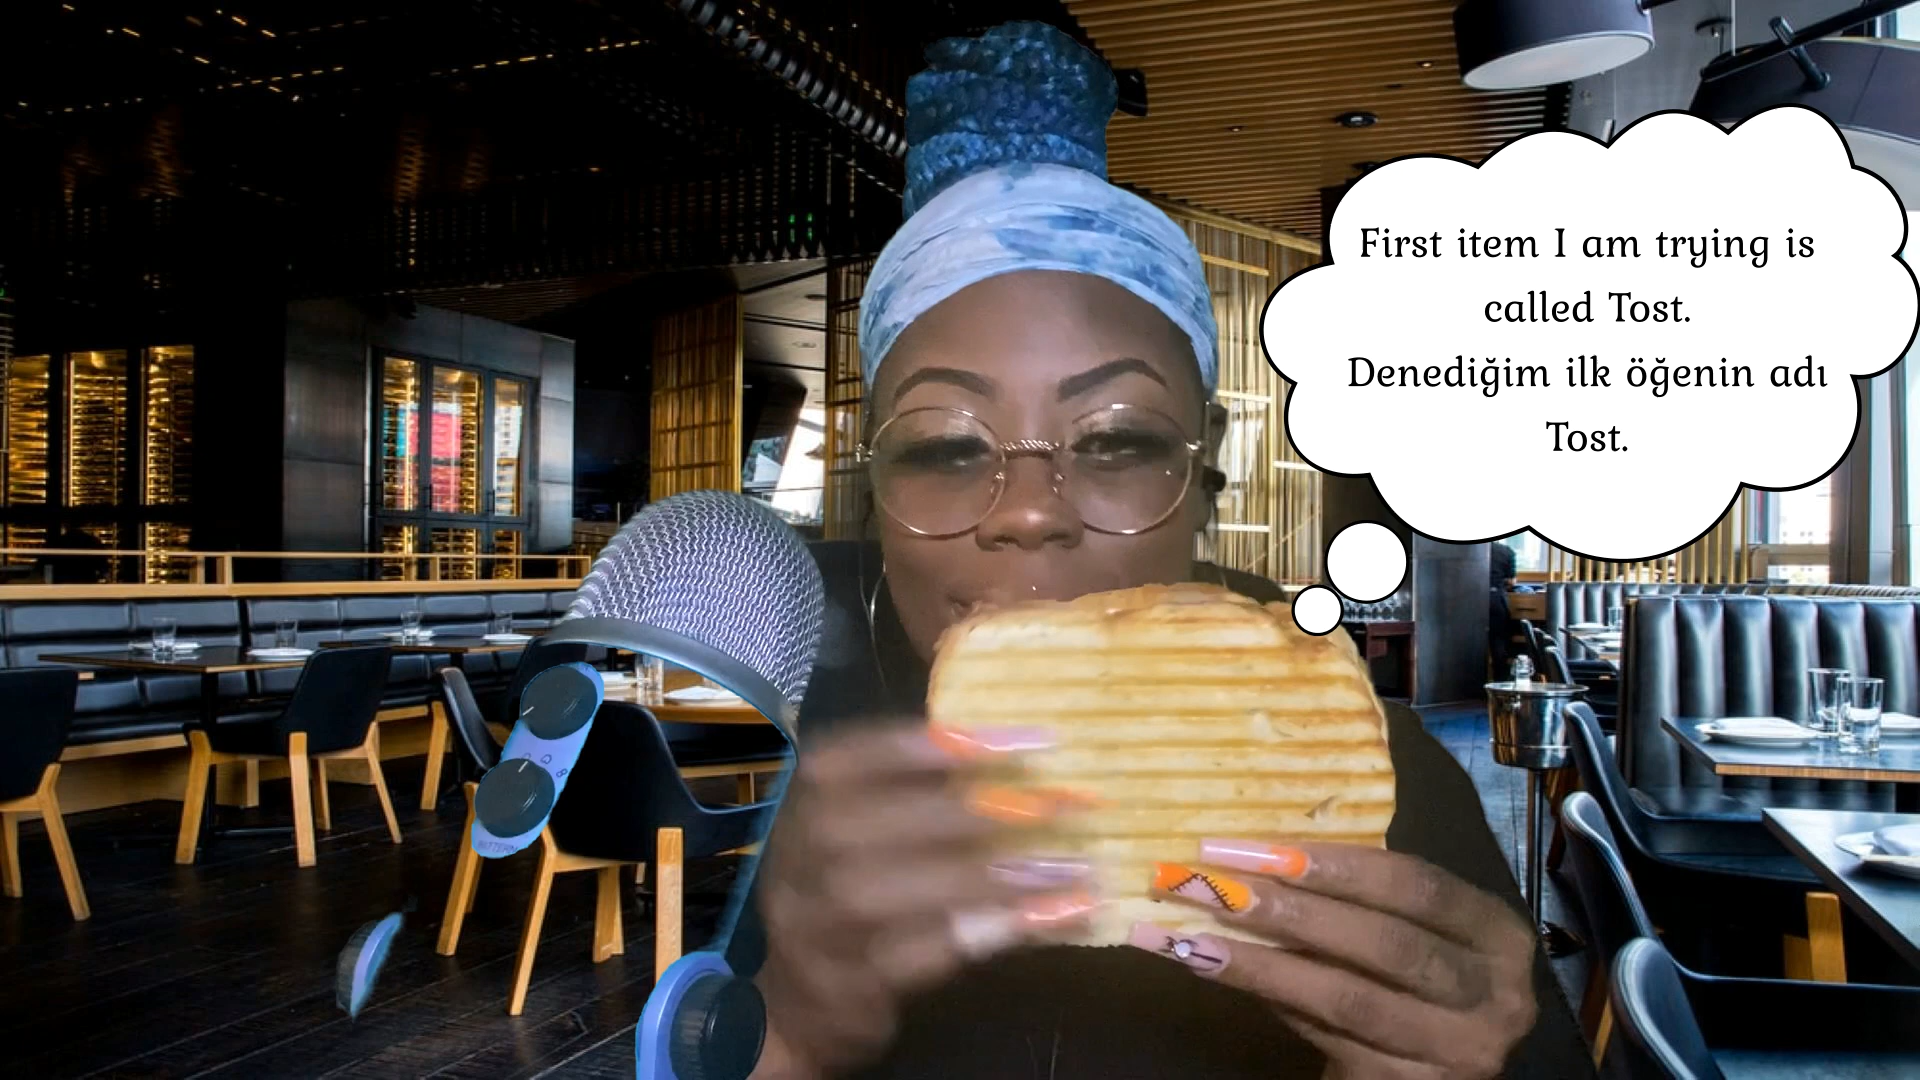 First item I am trying is
called Tost.
Denediğim ilk öğenin adı
Tost.